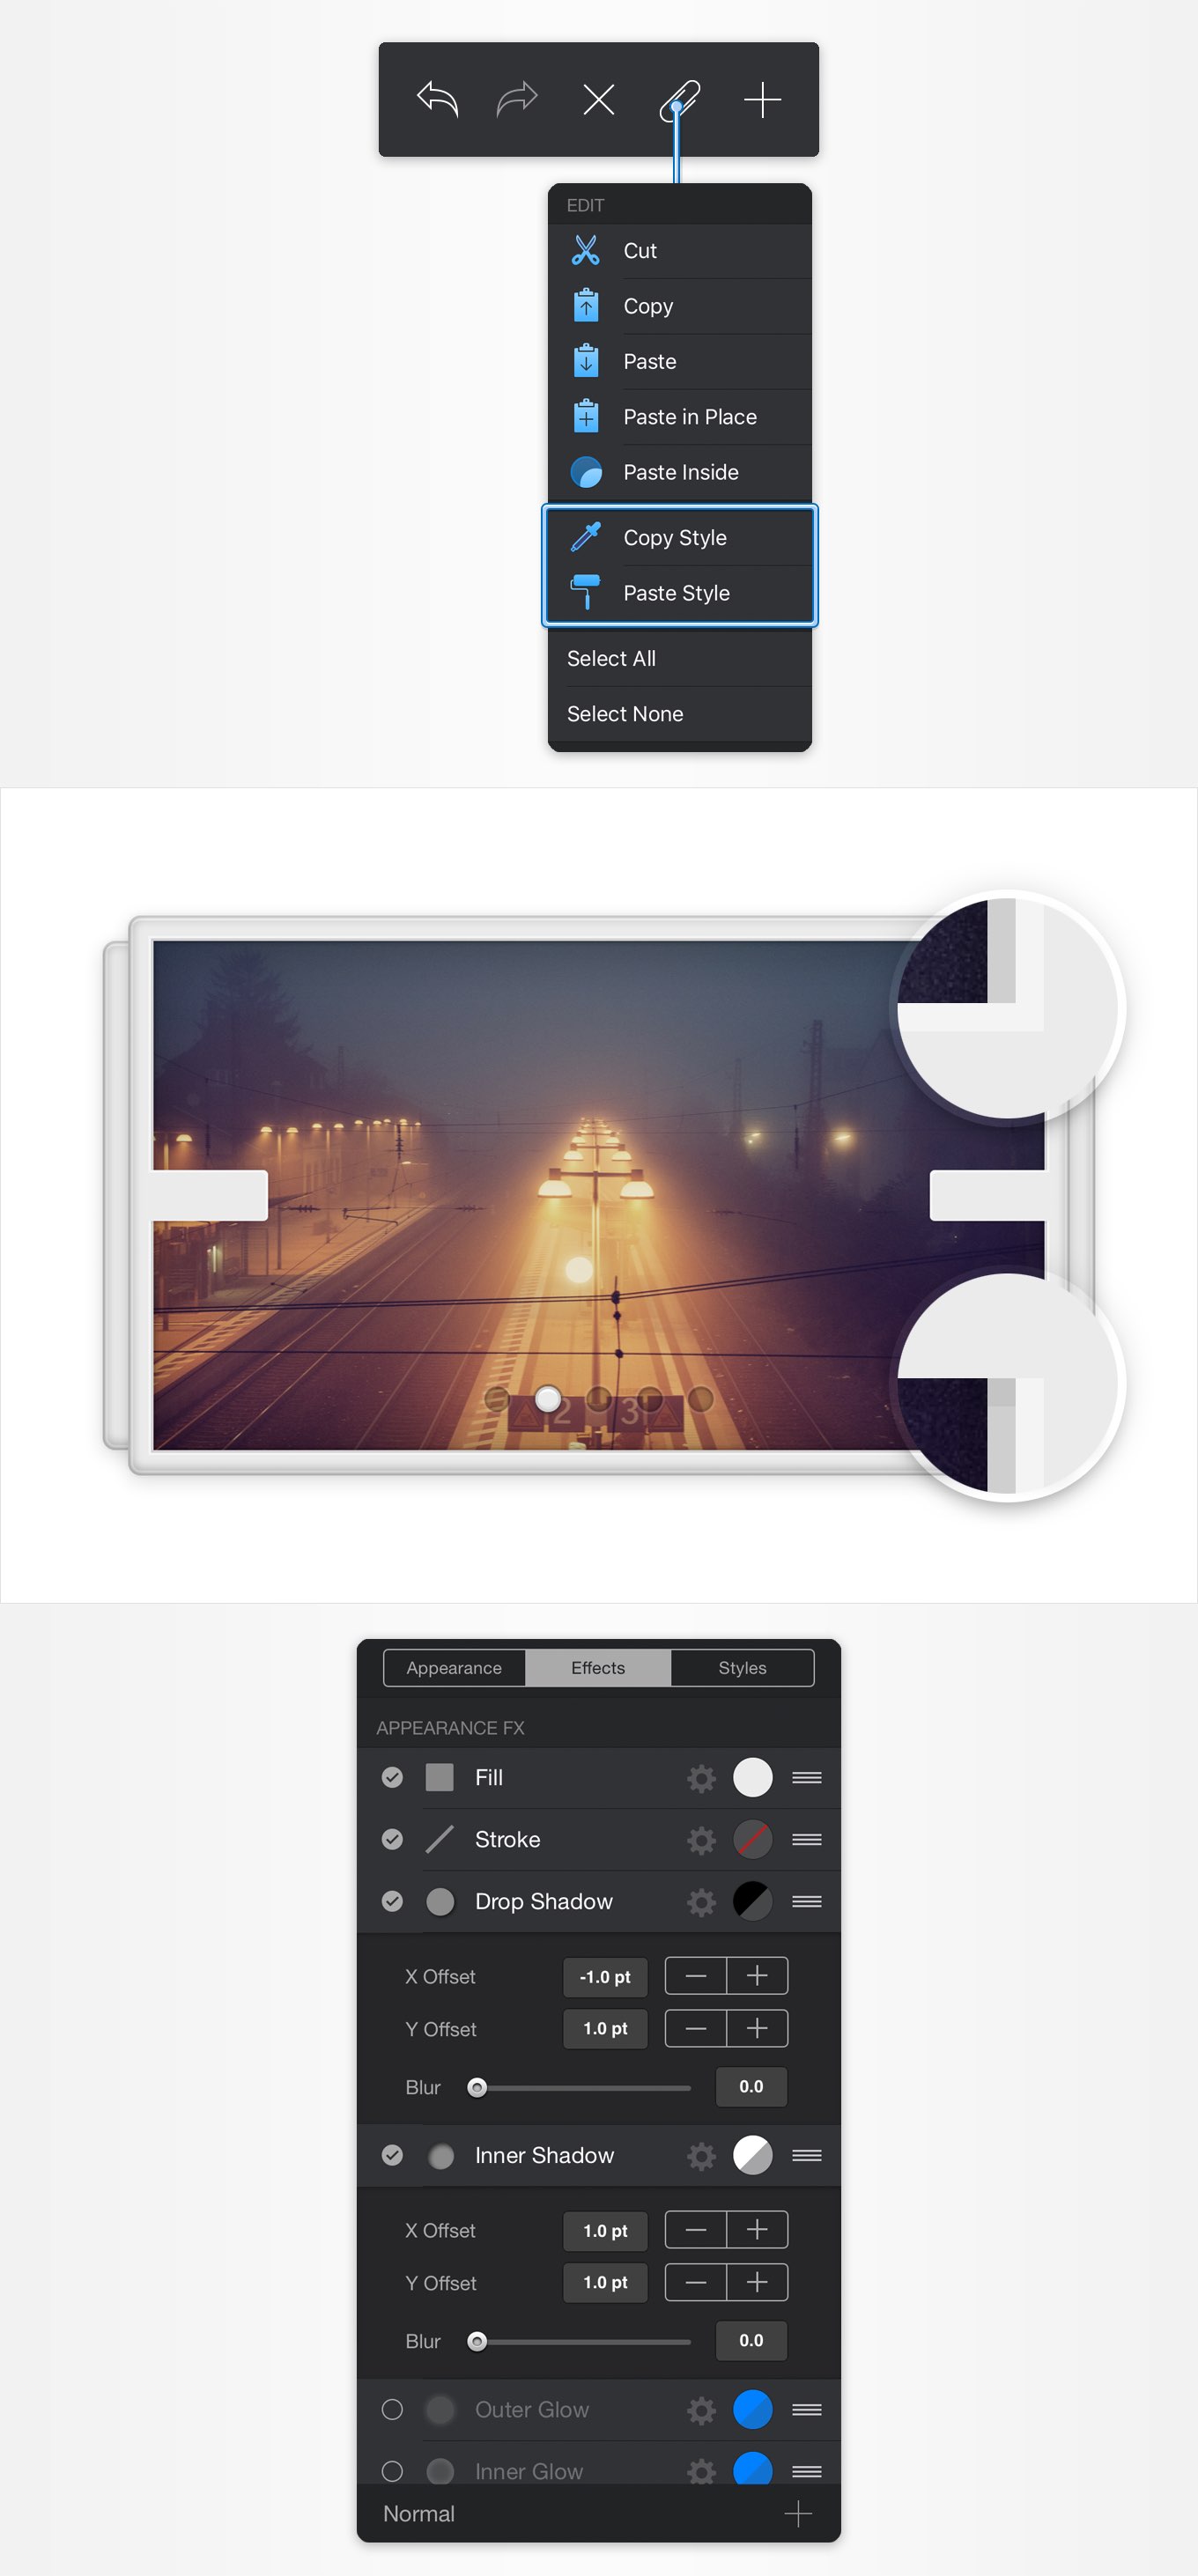 EDIT
Cut
Copy
Paste
Paste in Place
Paste Inside
Copy Style
Paste Style
Select All
Select None
2 3
Appearance Effects Styles
APPEARANCE FX
Fill
Stroke
Drop Shadow
X Offset -1.0 pt
Y Offset 1.0 pt
Blur 0.0
Inner Shadow
X Offset 1.0 pt
Y Offset 1.0 pt
Blur 0.0
Outer Glow
Inner Glow
Normal